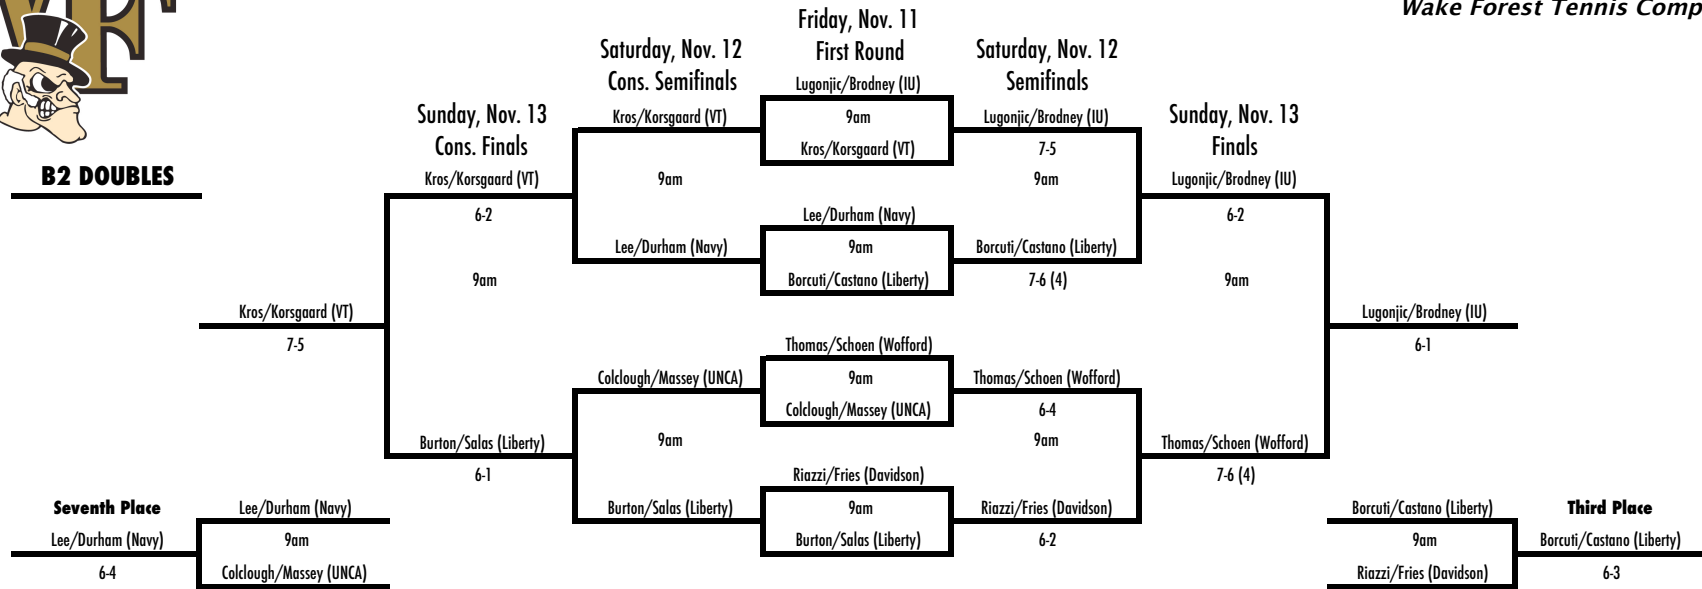 WF
Wake Forest Tennis Comp
Friday, Nov. 11
First Round
Saturday, Nov. 12
Cons. Semifinals
Saturday, Nov. 12
Semifinals
Sunday, Nov. 13
Cons. Finals
Sunday, Nov. 13
Finals
B2 DOUBLES
Lugonjic/Brodney (IU)
9am
Kros/Korsgaard (VT)
Lee/Durham (Navy)
9am
Borcuti/Castano (Liberty)
Thomas/Schoen (Wofford)
9am
Colclough/Massey (UNCA)
Riazzi/Fries (Davidson)
9am
Burton/Salas (Liberty)
Kros/Korsgaard (VT)
9am
Lee/Durham (Navy)
Colclough/Massey (UNCA)
9am
Burton/Salas (Liberty)
Lugonjic/Brodney (IU)
7-5
9am
Borcuti/Castano (Liberty)
7-6 (4)
Thomas/Schoen (Wofford)
6-4
9am
Riazzi/Fries (Davidson)
6-2
Kros/Korsgaard (VT)
6-2
9am
Burton/Salas (Liberty)
6-1
Lugonjic/Brodney (IU)
6-2
9am
Thomas/Schoen (Wofford)
7-6 (4)
Kros/Korsgaard (VT)
7-5
Lugonjic/Brodney (IU)
6-1
Seventh Place
Lee/Durham (Navy)
6-4
Lee/Durham (Navy)
9am
Colclough/Massey (UNCA)
Borcuti/Castano (Liberty)
9am
Riazzi/Fries (Davidson)
Third Place
Borcuti/Castano (Liberty)
6-3